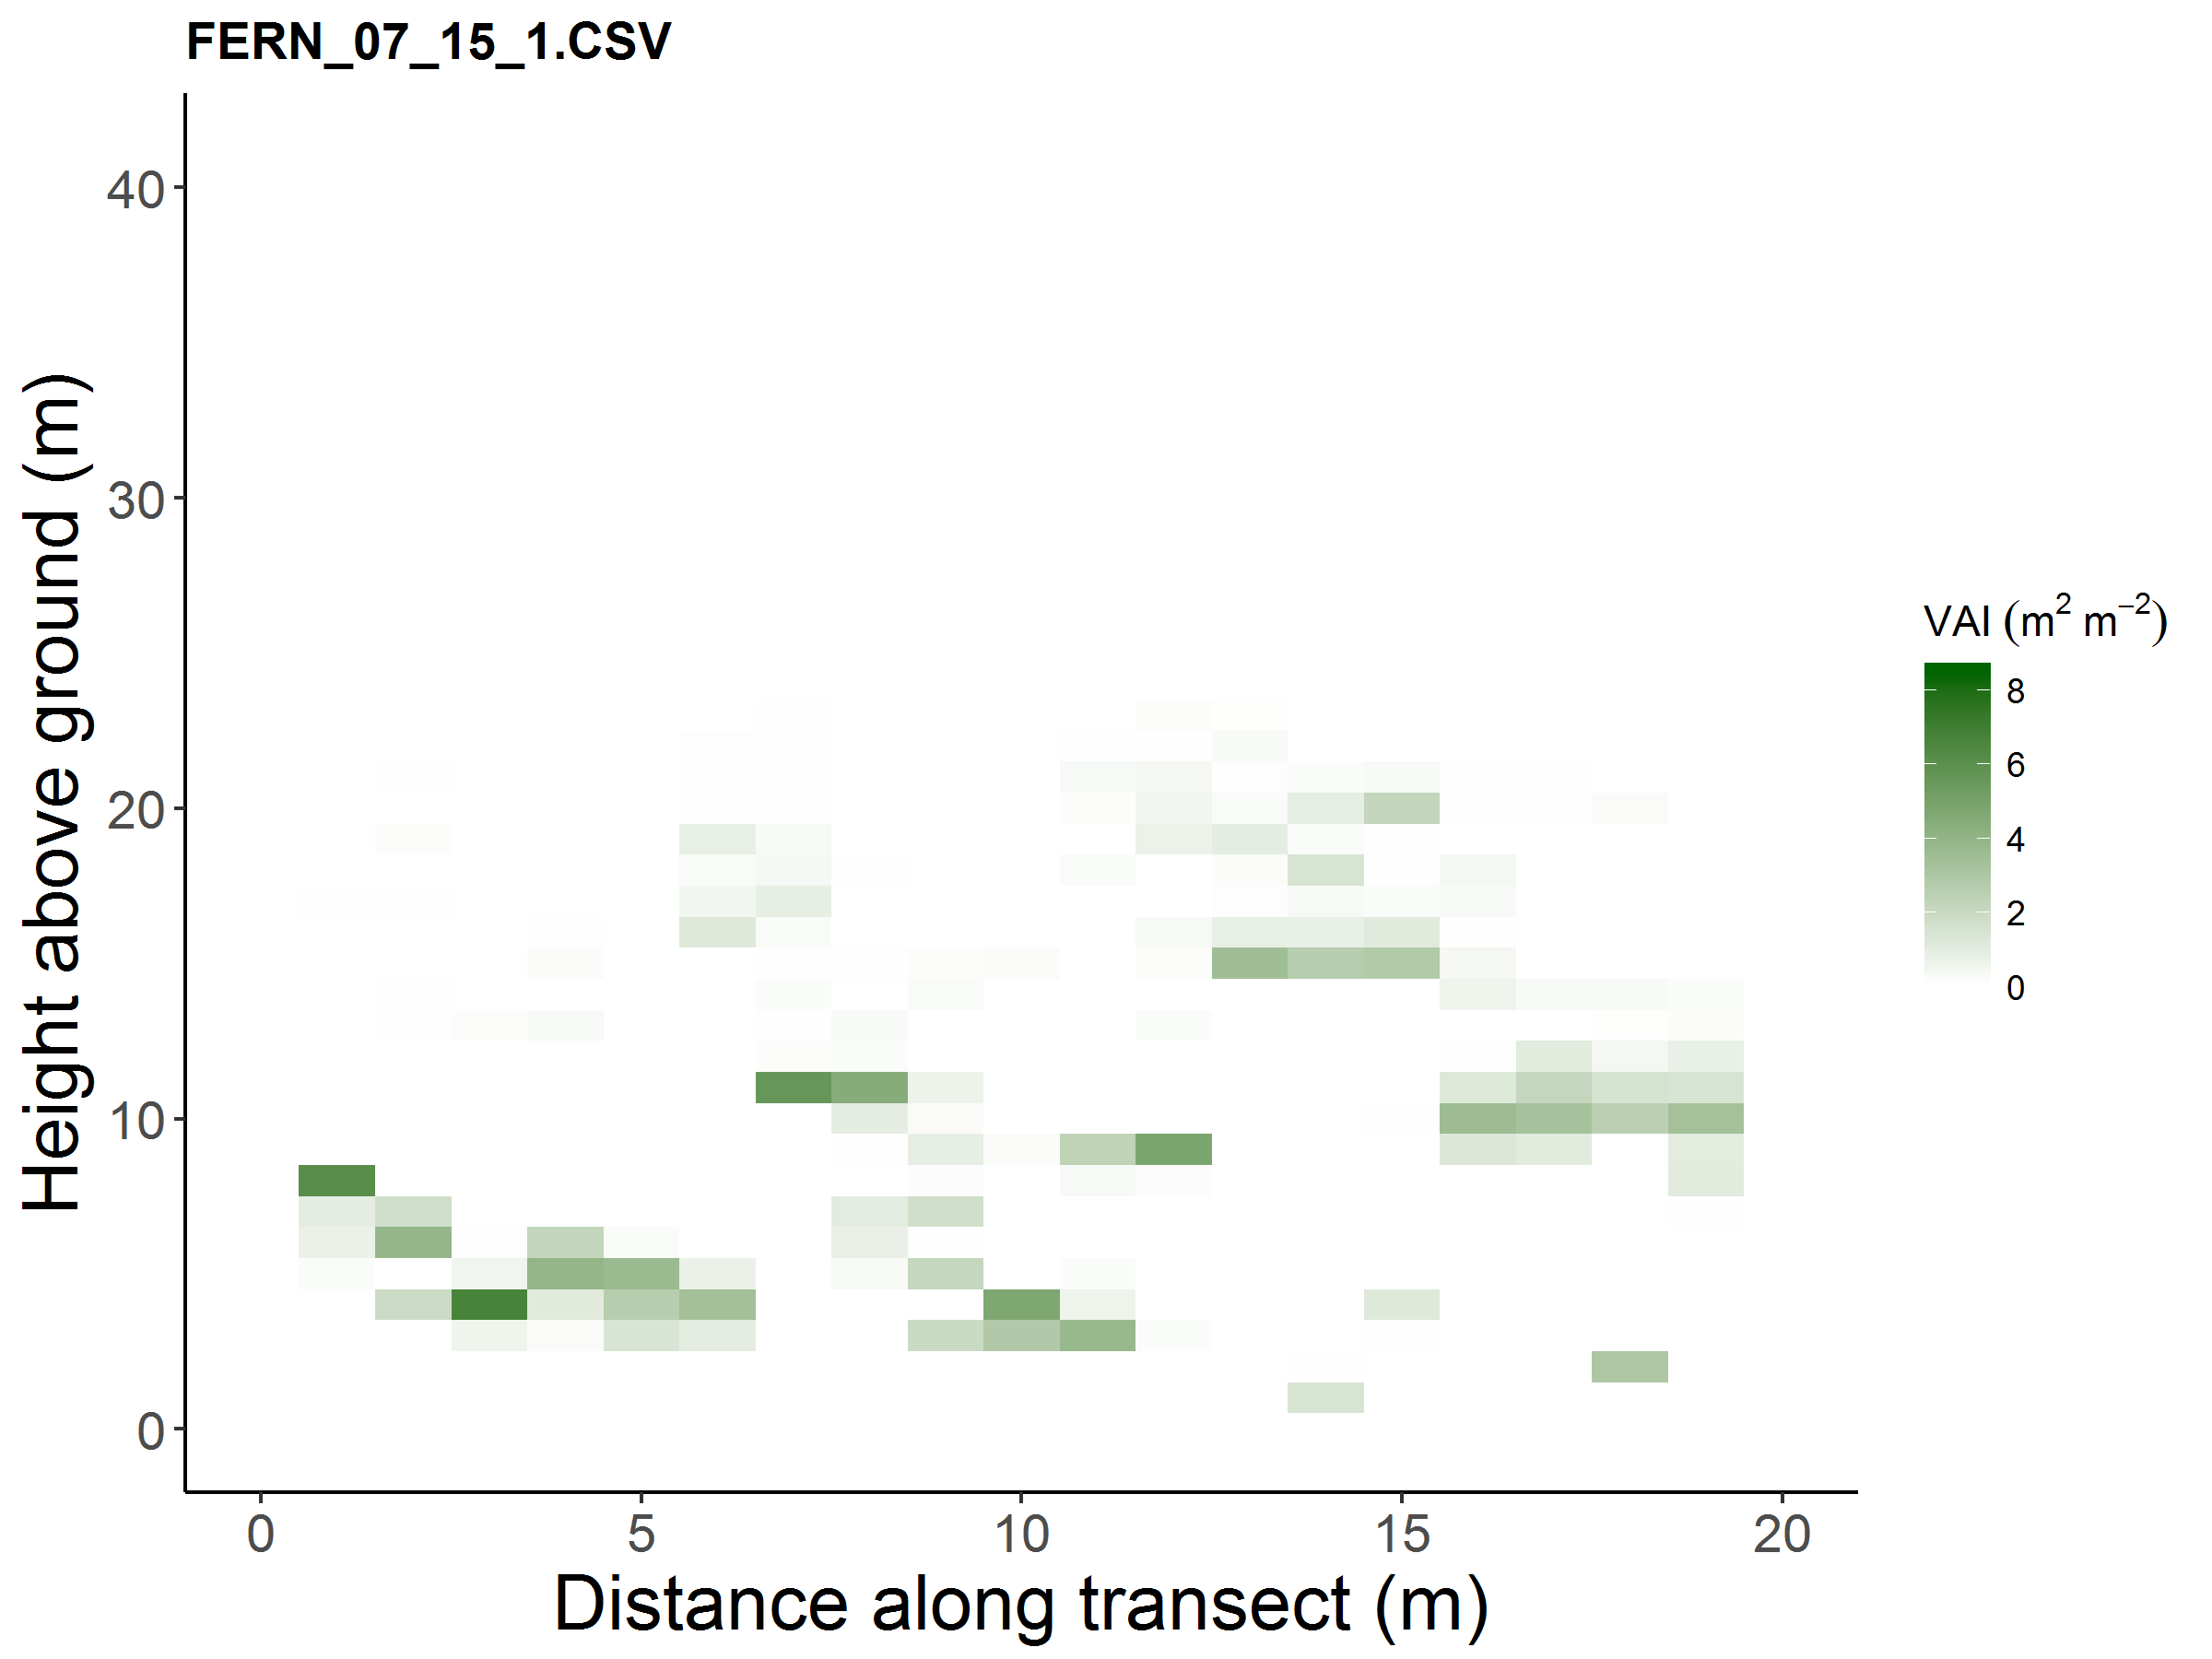 FERN_07_15_1.CSV
Height above ground (m)
40
30
20
10
0
0 5 10 15 20
Distance along transect (m)
VAI (m² m⁻²)
8
6
4
2
0